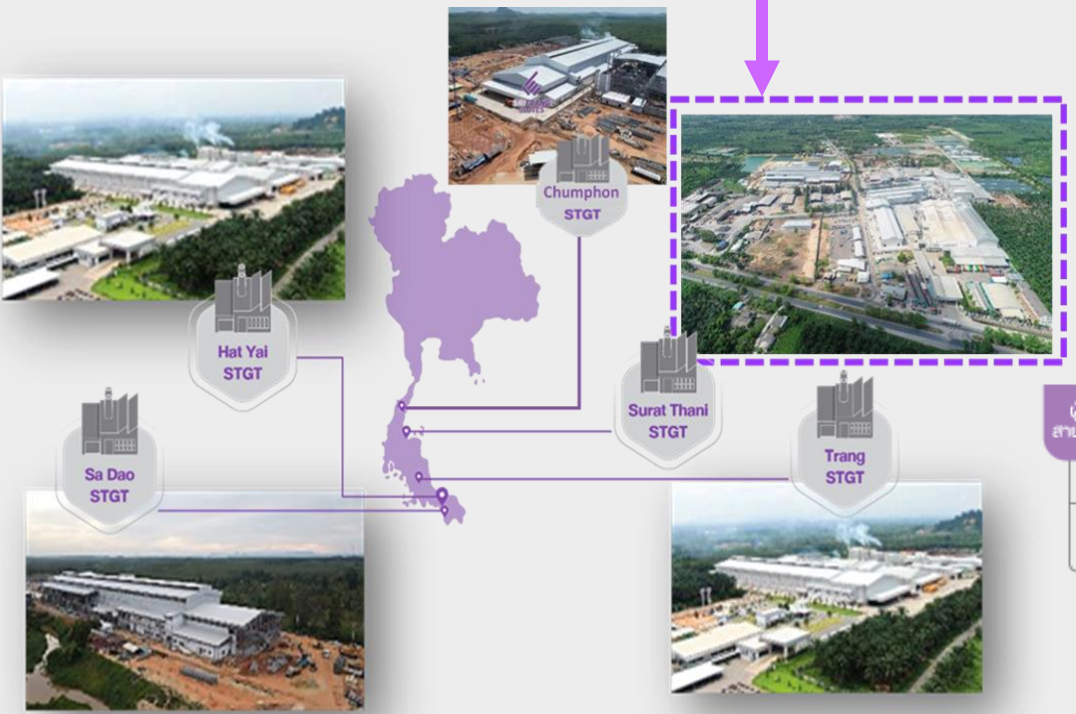 Chumphon
STGT
Hat Yai
STGT
Surat Thani
STGT
Trang
STGT
Sa Dao
STGT